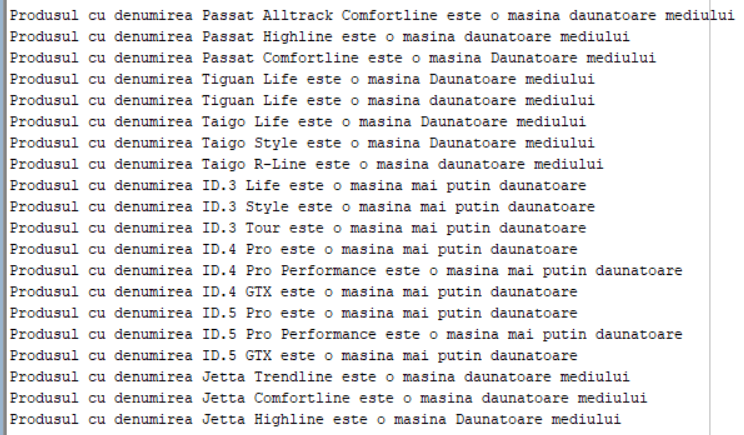 Produsul cu denumirea Passat Alltrack Comfortline este o masina daunatoare mediului
Produsul cu denumirea Passat Highline este o masina daunatoare mediului
Produsul cu denumirea Passat Comfortline este o masina Daunatoare mediului
Produsul cu denumirea Tiguan Life este o masina Daunatoare mediului
Produsul cu denumirea Tiguan Life este o masina daunatoare mediului
Produsul cu denumirea Taigo Life este o masina Daunatoare mediului
Produsul cu denumirea Taigo Style este o masina Daunatoare mediului
Produsul cu denumirea Taigo R-Line este o masina daunatoare mediului
Produsul cu denumirea ID.3 Life este o masina mai putin daunatoare
Produsul cu denumirea ID.3 Style este o masina mai putin daunatoare
Produsul cu denumirea ID.3 Tour este o masina mai putin daunatoare
Produsul cu denumirea ID.4 Pro este o masina mai putin daunatoare
Produsul cu denumirea ID.4 Pro Performance este o masina mai putin daunatoare
Produsul cu denumirea ID.4 GTX este o masina mai putin daunatoare
Produsul cu denumirea ID.5 Pro este o masina mai putin daunatoare
Produsul cu denumirea ID.5 Pro Performance este o masina mai putin daunatoare
Produsul cu denumirea ID.5 GTX este o masina mai putin daunatoare
Produsul cu denumirea Jetta Trendline este o masina daunatoare mediului
Produsul cu denumirea Jetta Comfortline este o masina daunatoare mediului
Produsul cu denumirea Jetta Highline este o masina Daunatoare mediului